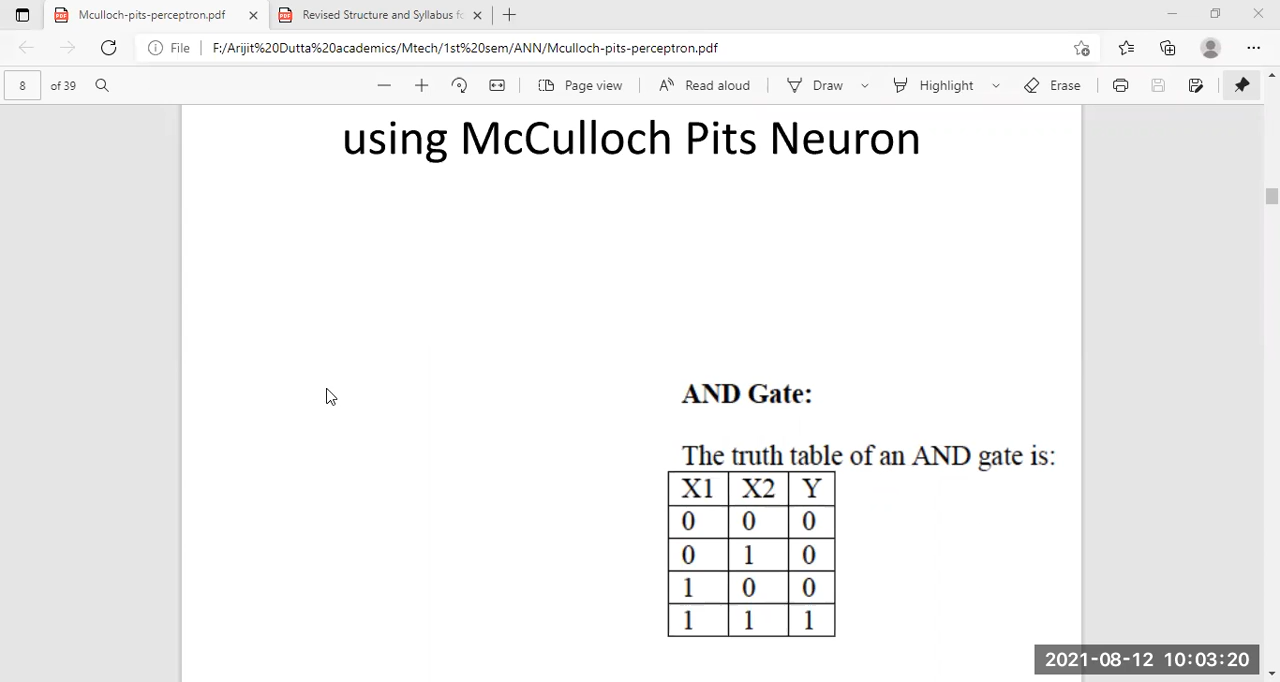 Mculloch-pits-perceptron.pdf
Revised Structure and Syllabus fo
File
F:/Arijit%20Dutta%20academics/Mtech/1st%20sem/ANN/Mculloch-pits-perceptron.pdf
8 of 39 Page view Read aloud Draw Highlight Erase
using McCulloch Pits Neuron
AND Gate:
The truth table of an AND gate is:
X1 X2 Y
0 0 0
0 1 0
1 0 0
1 1 1
2021-08-12 10:03:20